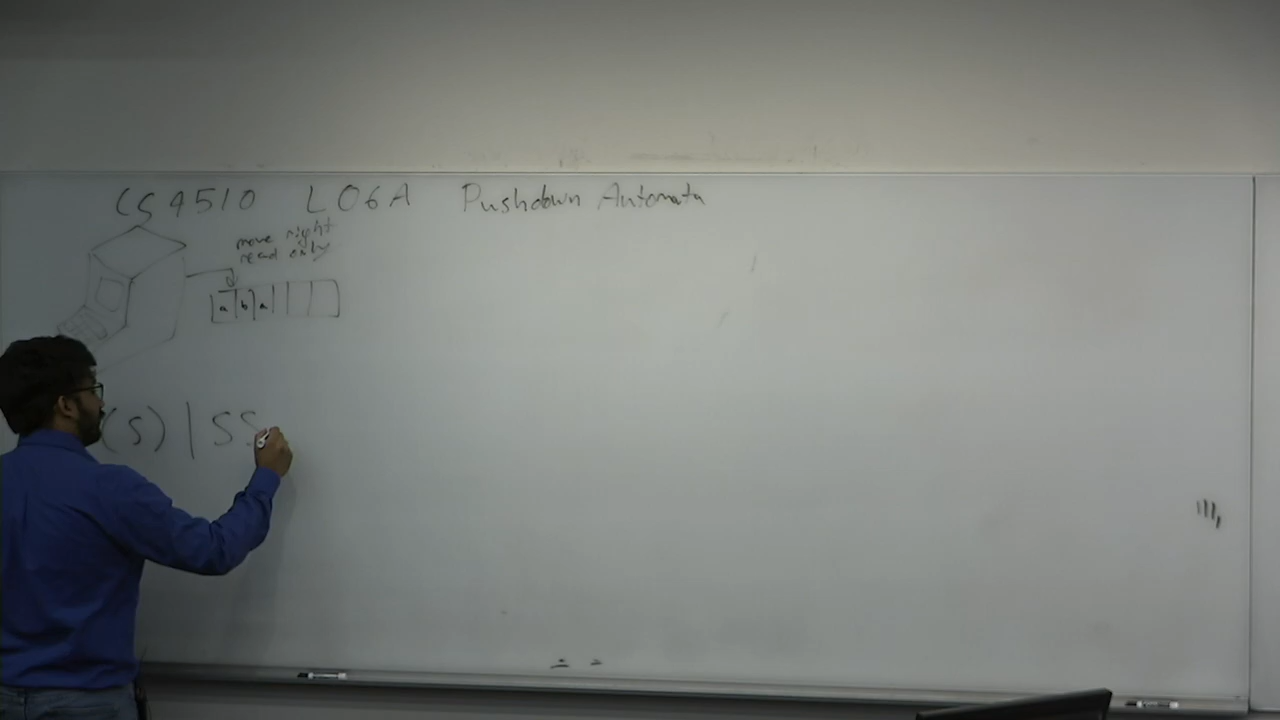 CS 4510 L06A Pushdown Automata
move right
read only
a b a
(S) | SS